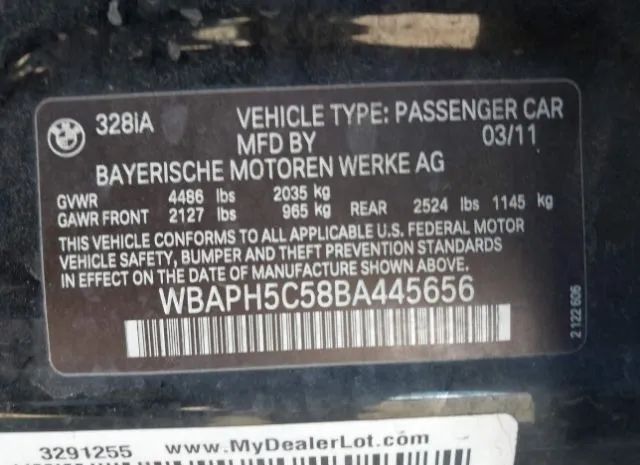 BMW
328iA VEHICLE TYPE: PASSENGER CAR
MFD BY 03/11
BAYERISCHE MOTOREN WERKE AG
GVWR 4486 lbs 2035 kg
GAWR FRONT 2127 lbs 965 kg REAR 2524 lbs 1145 kg
THIS VEHICLE CONFORMS TO ALL APPLICABLE U.S. FEDERAL MOTOR
VEHICLE SAFETY, BUMPER AND THEFT PREVENTION STANDARDS
IN EFFECT ON THE DATE OF MANUFACTURE SHOWN ABOVE.
WBAPH5C58BA445656
2 122 606
3291255 www.MyDealerLot.com